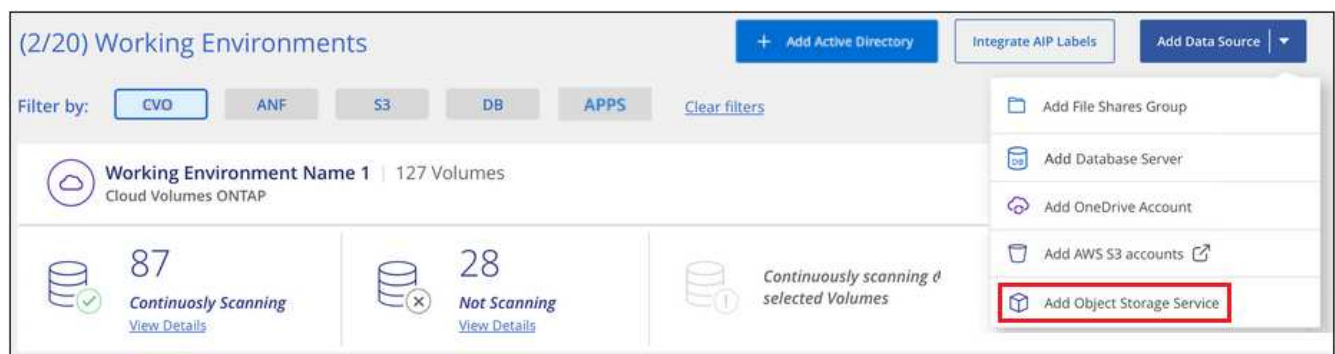 (2/20) Working Environments
+ Add Active Directory
Integrate AIP Labels
Add Data Source
Filter by:
CVO
ANF
S3
DB
APPS
Clear filters
Add File Shares Group
DB
Add Database Server
Add OneDrive Account
Add AWS S3 accounts
Add Object Storage Service
Working Environment Name 1 | 127 Volumes
Cloud Volumes ONTAP
87
Continuosly Scanning
View Details
28
Not Scanning
View Details
Continuously scanning
selected Volumes